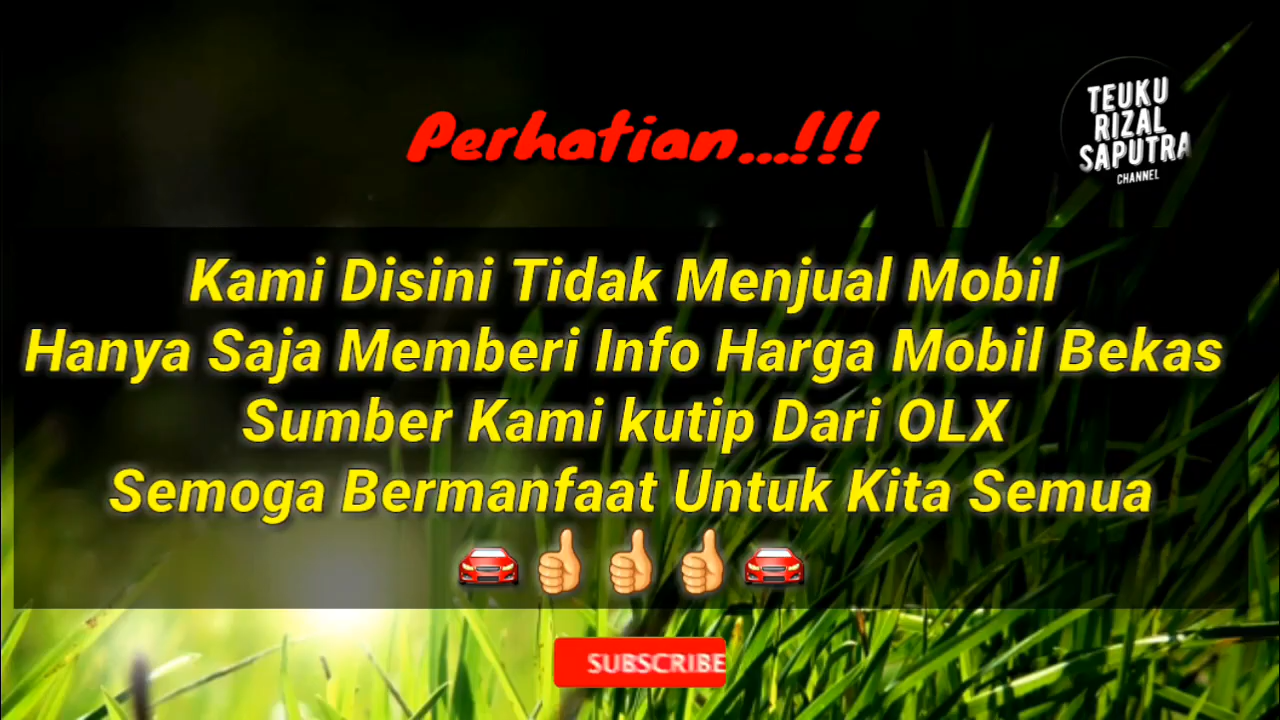 Perhatian...!!!
TEUKU
RIZAL
SAPUTRA
CHANNEL
Kami Disini Tidak Menjual Mobil
Hanya Saja Memberi Info Harga Mobil Bekas
Sumber Kami kutip Dari OLX
Semoga Bermanfaat Untuk Kita Semua
SUBSCRIBE